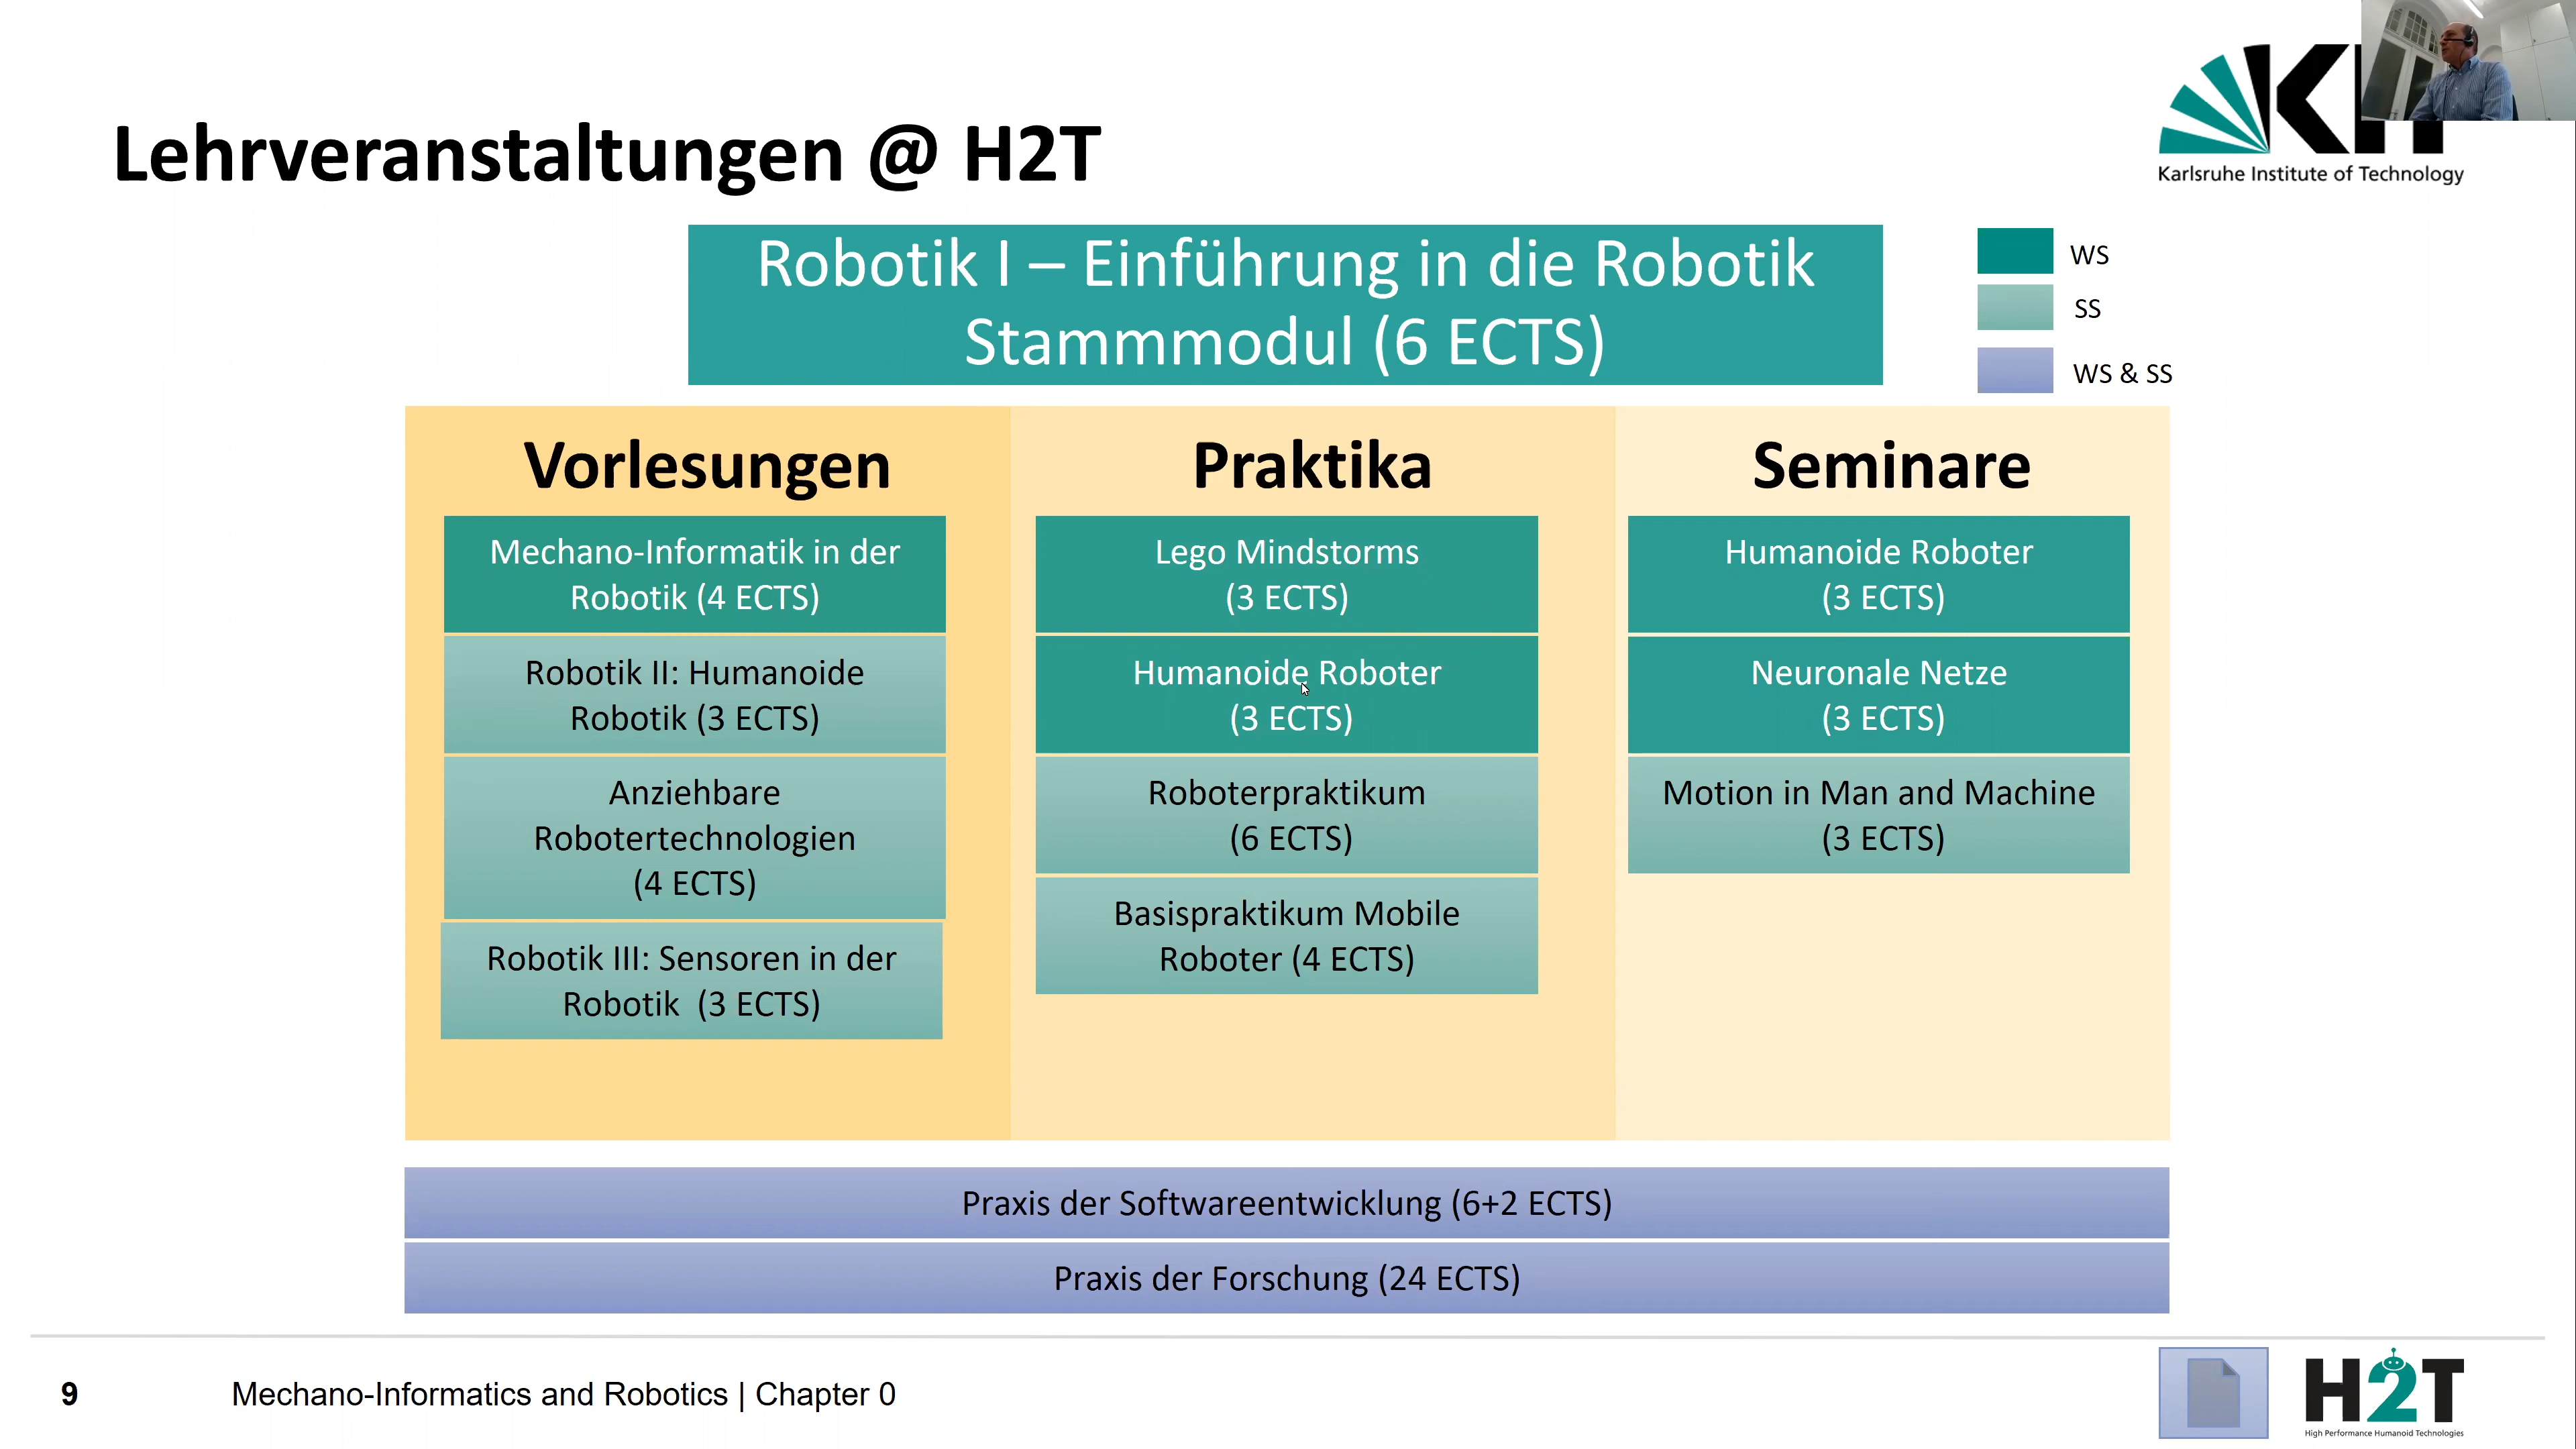 Lehrveranstaltungen @ H2T
Karlsruhe Institute of Technology
Robotik I – Einführung in die Robotik
Stammmodul (6 ECTS)
WS
SS
WS & SS
Vorlesungen
Mechano-Informatik in der
Robotik (4 ECTS)
Robotik II: Humanoide
Robotik (3 ECTS)
Anziehbare
Robotertechnologien
(4 ECTS)
Robotik III: Sensoren in der
Robotik (3 ECTS)
Praktika
Lego Mindstorms
(3 ECTS)
Humanoide Roboter
(3 ECTS)
Roboterpraktikum
(6 ECTS)
Basispraktikum Mobile
Roboter (4 ECTS)
Seminare
Humanoide Roboter
(3 ECTS)
Neuronale Netze
(3 ECTS)
Motion in Man and Machine
(3 ECTS)
Praxis der Softwareentwicklung (6+2 ECTS)
Praxis der Forschung (24 ECTS)
9
Mechano-Informatics and Robotics | Chapter 0
H2T
High Performance Humanoid Technologies